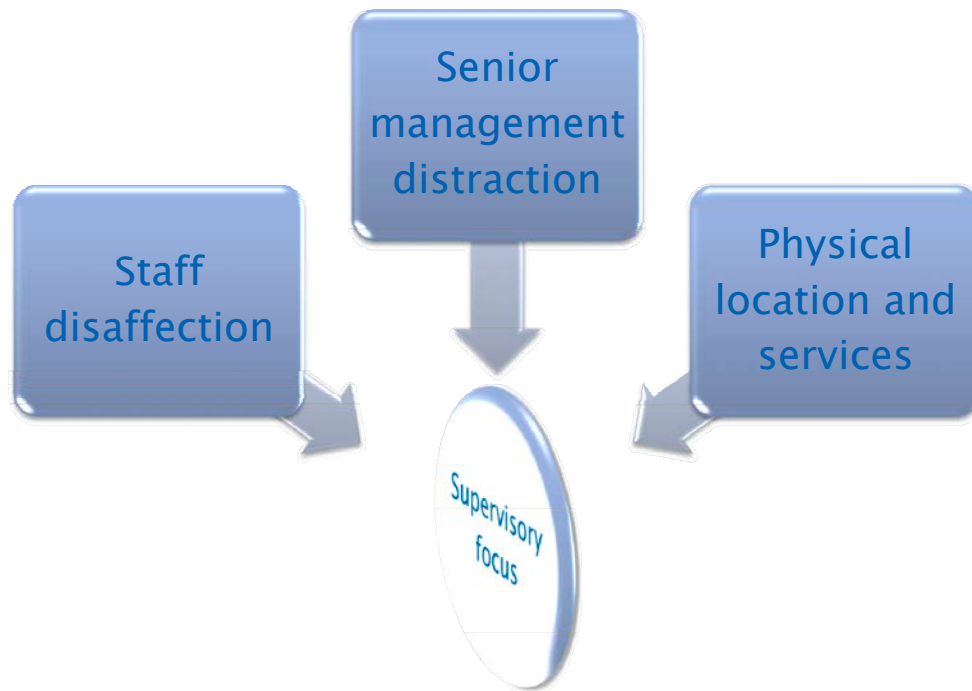 Senior
management
distraction
Staff
disaffection
Physical
location and
services
Supervisory
focus